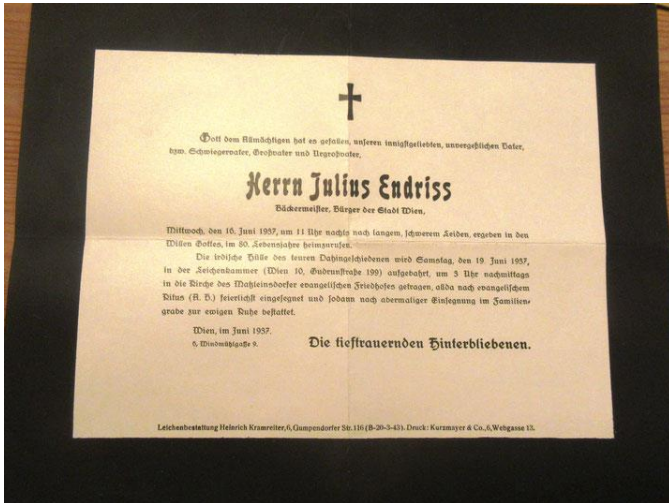 Gott dem Allmächtigen hat es gefallen, unseren innigstgeliebten, unvergeßlichen Vater,
bzw. Schwiegervater, Großvater und Urgroßvater,
Herrn Julius Endriss
Bäckermeister, Bürger der Stadt Wien,
Mittwoch, den 16. Juni 1937, um 11 Uhr nachts nach langem, schwerem Leiden, ergeben in den
Willen Gottes, im 80. Lebensjahre heimzurufen.
Die irdische Hülle des teuren Dahingeschiedenen wird Samstag, den 19. Juni 1937,
in der Leichenkammer (Wien 10, Gudrunstraße 199) aufgebahrt, um 3 Uhr nachmittags
in die Kirche des Matzleinsdorfer evangelischen Friedhofes getragen, allda nach evangelischem
Ritus (A. B.) feierlichst eingesegnet und sodann nach abermaliger Einsegnung im Familien-
grabe zur ewigen Ruhe bestattet.
Wien, im Juni 1937.
6, Windmühlgasse 9.
Die tieftrauernden Hinterbliebenen.
Leichenbestattung Heinrich Kramreiter, 6, Gumpendorfer Str. 116 (B-20-3-43). Druck: Kurzmayer & Co., 6, Webgasse 13.